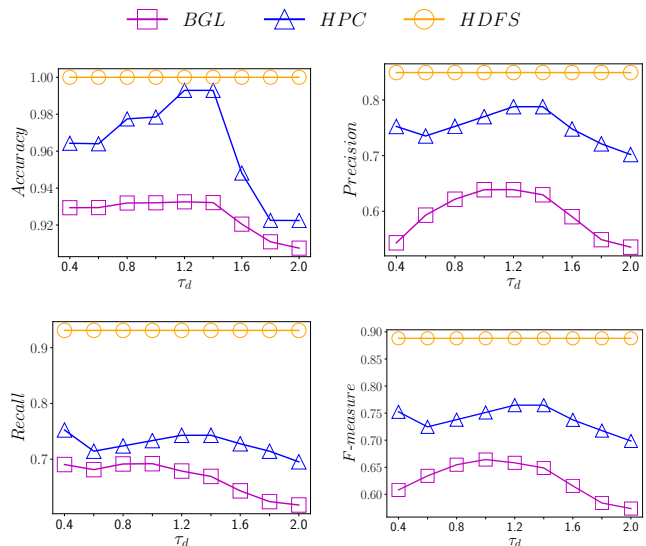 BGL HPC HDFS
1.00
0.98
0.96
0.94
0.92
Accuracy
0.4 0.8 1.2 1.6 2.0
τd
0.8
0.7
0.6
Precision
0.4 0.8 1.2 1.6 2.0
τd
0.9
0.8
0.7
Recall
0.4 0.8 1.2 1.6 2.0
τd
0.90
0.85
0.80
0.75
0.70
0.65
0.60
F-measure
0.4 0.8 1.2 1.6 2.0
τd